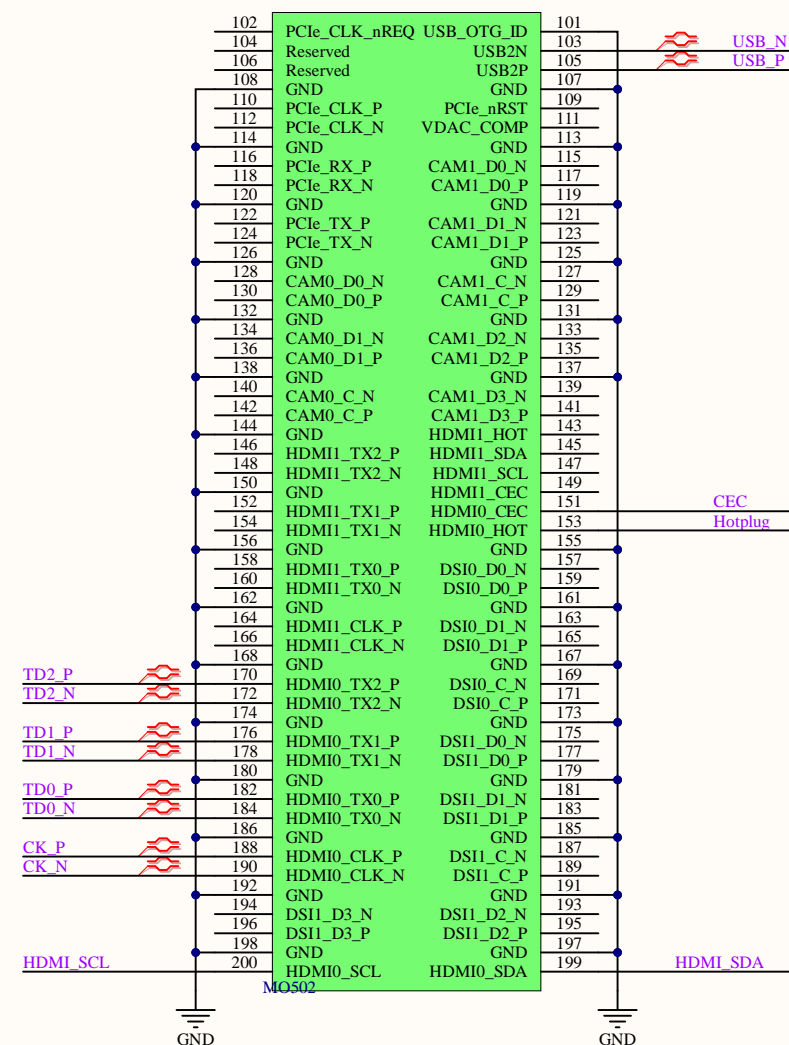 102 PCIe_CLK_nREQ USB_OTG_ID 101
104 Reserved USB2N 103 USB_N
106 Reserved USB2P 105 USB_P
108 GND GND 107
110 PCIe_CLK_P PCIe_nRST 109
112 PCIe_CLK_N VDAC_COMP 111
114 GND GND 113
116 PCIe_RX_P CAM1_D0_N 115
118 PCIe_RX_N CAM1_D0_P 117
120 GND GND 119
122 PCIe_TX_P CAM1_D1_N 121
124 PCIe_TX_N CAM1_D1_P 123
126 GND GND 125
128 CAM0_D0_N CAM1_C_N 127
130 CAM0_D0_P CAM1_C_P 129
132 GND GND 131
134 CAM0_D1_N CAM1_D2_N 133
136 CAM0_D1_P CAM1_D2_P 135
138 GND GND 137
140 CAM0_C_N CAM1_D3_N 139
142 CAM0_C_P CAM1_D3_P 141
144 GND HDMI1_HOT 143
146 HDMI1_TX2_P HDMI1_SDA 145
148 HDMI1_TX2_N HDMI1_SCL 147
150 GND HDMI1_CEC 149
152 HDMI1_TX1_P HDMI0_CEC 151 CEC
154 HDMI1_TX1_N HDMI0_HOT 153 Hotplug
156 GND GND 155
158 HDMI1_TX0_P DSI0_D0_N 157
160 HDMI1_TX0_N DSI0_D0_P 159
162 GND GND 161
164 HDMI1_CLK_P DSI0_D1_N 163
166 HDMI1_CLK_N DSI0_D1_P 165
168 GND GND 167
TD2_P 170 HDMI0_TX2_P DSI0_C_N 169
TD2_N 172 HDMI0_TX2_N DSI0_C_P 171
174 GND GND 173
TD1_P 176 HDMI0_TX1_P DSI1_D0_N 175
TD1_N 178 HDMI0_TX1_N DSI1_D0_P 177
180 GND GND 179
TD0_P 182 HDMI0_TX0_P DSI1_D1_N 181
TD0_N 184 HDMI0_TX0_N DSI1_D1_P 183
186 GND GND 185
CK_P 188 HDMI0_CLK_P DSI1_C_N 187
CK_N 190 HDMI0_CLK_N DSI1_C_P 189
192 GND GND 191
194 DSI1_D3_N DSI1_D2_N 193
196 DSI1_D3_P DSI1_D2_P 195
198 GND GND 197
HDMI_SCL 200 HDMI0_SCL HDMI0_SDA 199 HDMI_SDA
MO502
GND GND